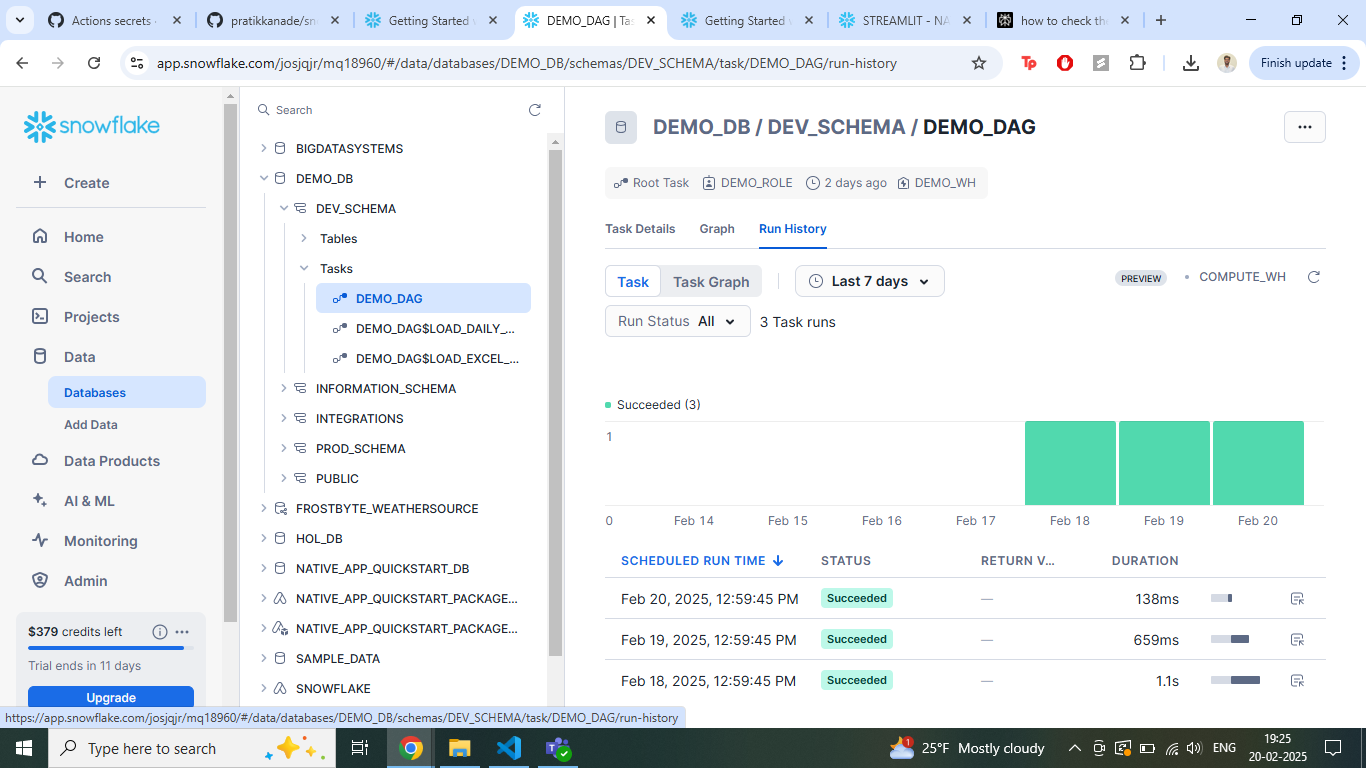 Actions secrets
pratikkanade/sn
Getting Started
DEMO_DAG | Ta
Getting Started
STREAMLIT - NA
how to check the
app.snowflake.com/josjqjr/mq18960/#/data/databases/DEMO_DB/schemas/DEV_SCHEMA/task/DEMO_DAG/run-history
Finish update
snowflake
Create
Home
Search
Projects
Data
Databases
Add Data
Data Products
AI & ML
Monitoring
Admin
$379 credits left
Trial ends in 11 days
Upgrade
Search
BIGDATASYSTEMS
DEMO_DB
DEV_SCHEMA
Tables
Tasks
DEMO_DAG
DEMO_DAG$LOAD_DAILY_...
DEMO_DAG$LOAD_EXCEL_...
INFORMATION_SCHEMA
INTEGRATIONS
PROD_SCHEMA
PUBLIC
FROSTBYTE_WEATHERSOURCE
HOL_DB
NATIVE_APP_QUICKSTART_DB
NATIVE_APP_QUICKSTART_PACKAGE...
NATIVE_APP_QUICKSTART_PACKAGE...
SAMPLE_DATA
SNOWFLAKE
DEMO_DB / DEV_SCHEMA / DEMO_DAG
Root Task DEMO_ROLE 2 days ago DEMO_WH
Task Details Graph Run History
Task Task Graph Last 7 days
PREVIEW • COMPUTE_WH
Run Status All 3 Task runs
Succeeded (3)
1
0 Feb 14 Feb 15 Feb 16 Feb 17 Feb 18 Feb 19 Feb 20
SCHEDULED RUN TIME STATUS RETURN V... DURATION
Feb 20, 2025, 12:59:45 PM Succeeded — 138ms
Feb 19, 2025, 12:59:45 PM Succeeded — 659ms
Feb 18, 2025, 12:59:45 PM Succeeded — 1.1s
https://app.snowflake.com/josjqjr/mq18960/#/data/databases/DEMO_DB/schemas/DEV_SCHEMA/task/DEMO_DAG/run-history
Type here to search
1
25°F Mostly cloudy
ENG
19:25
20-02-2025